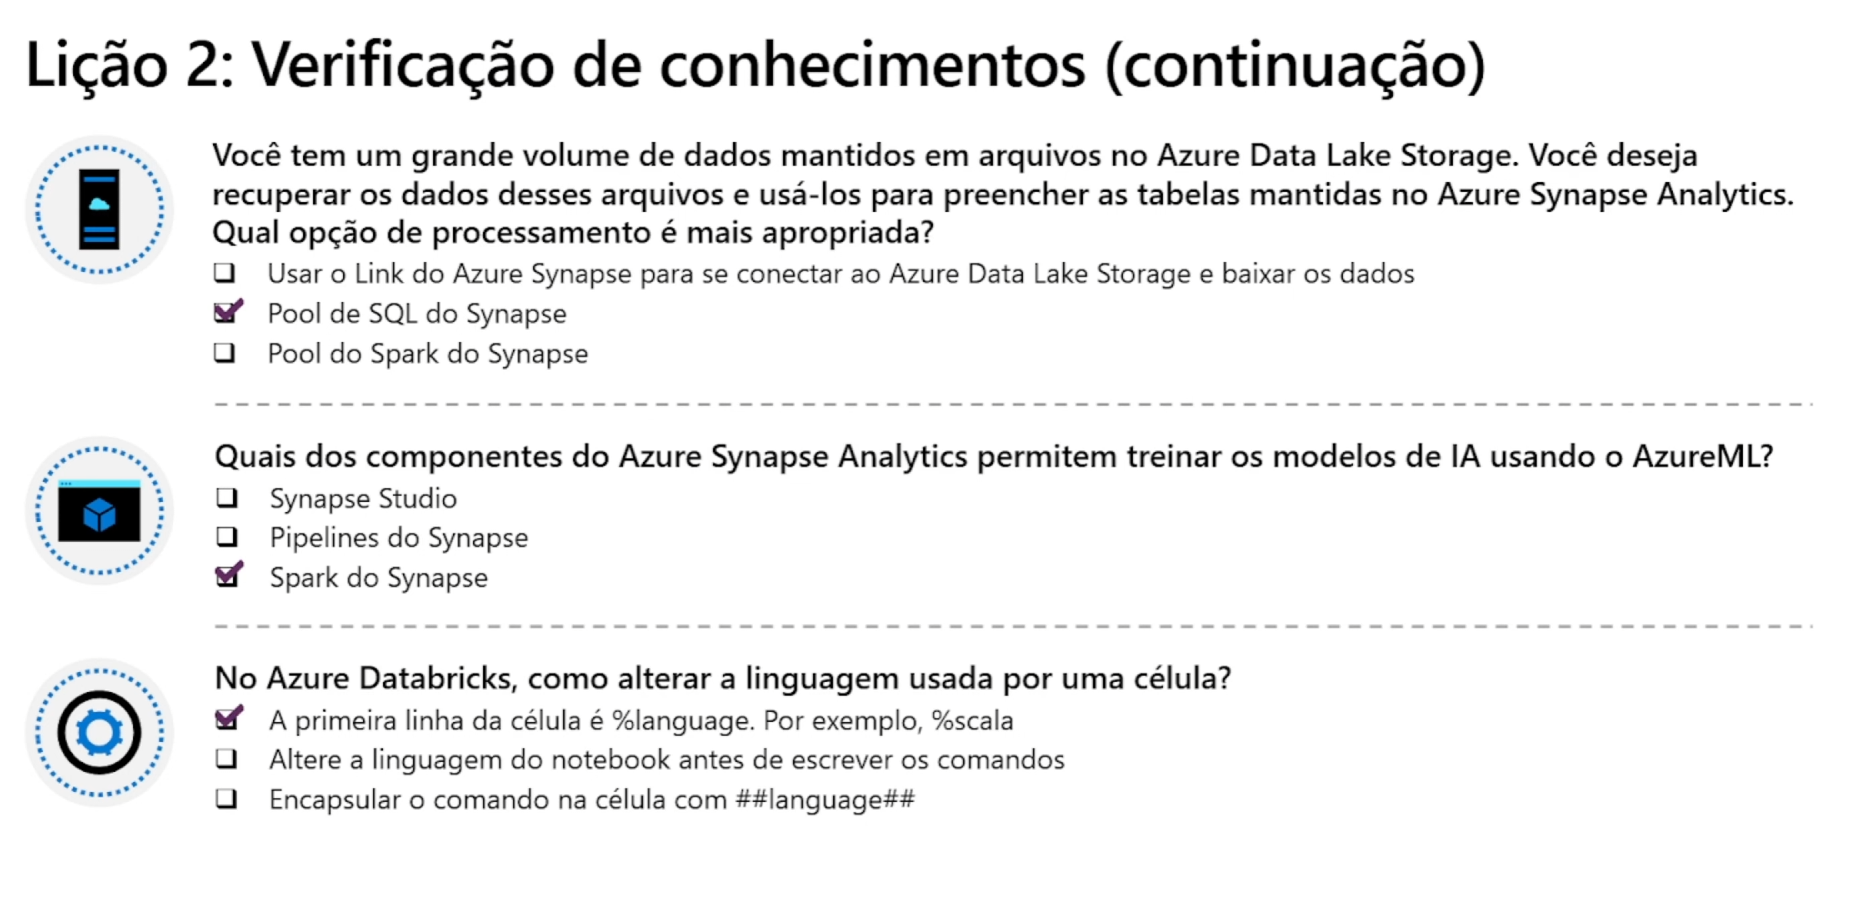 Lição 2: Verificação de conhecimentos (continuação)
Você tem um grande volume de dados mantidos em arquivos no Azure Data Lake Storage. Você deseja
recuperar os dados desses arquivos e usá-los para preencher as tabelas mantidas no Azure Synapse Analytics.
Qual opção de processamento é mais apropriada?
Usar o Link do Azure Synapse para se conectar ao Azure Data Lake Storage e baixar os dados
Pool de SQL do Synapse
Pool do Spark do Synapse
Quais dos componentes do Azure Synapse Analytics permitem treinar os modelos de IA usando o AzureML?
Synapse Studio
Pipelines do Synapse
Spark do Synapse
No Azure Databricks, como alterar a linguagem usada por uma célula?
A primeira linha da célula é %language. Por exemplo, %scala
Altere a linguagem do notebook antes de escrever os comandos
Encapsular o comando na célula com ##language##